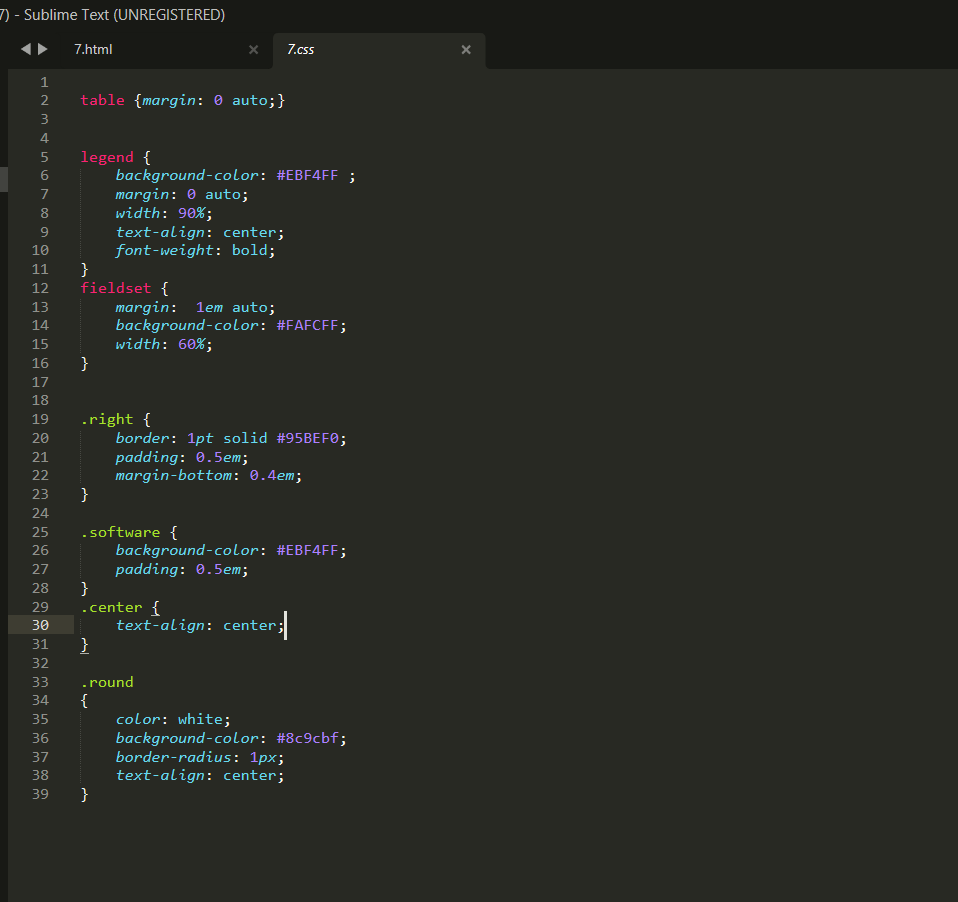 7) - Sublime Text (UNREGISTERED)
7.html × 7.css ×
1
2 table {margin: 0 auto;}
3
4
5 legend {
6 background-color: #EBF4FF ;
7 margin: 0 auto;
8 width: 90%;
9 text-align: center;
10 font-weight: bold;
11 }
12 fieldset {
13 margin:  1em auto;
14 background-color: #FAFCFF;
15 width: 60%;
16 }
17
18
19 .right {
20 border: 1pt solid #95BEF0;
21 padding: 0.5em;
22 margin-bottom: 0.4em;
23 }
24
25 .software {
26 background-color: #EBF4FF;
27 padding: 0.5em;
28 }
29 .center {
30 text-align: center;
31 }
32
33 .round
34 {
35 color: white;
36 background-color: #8c9cbf;
37 border-radius: 1px;
38 text-align: center;
39 }